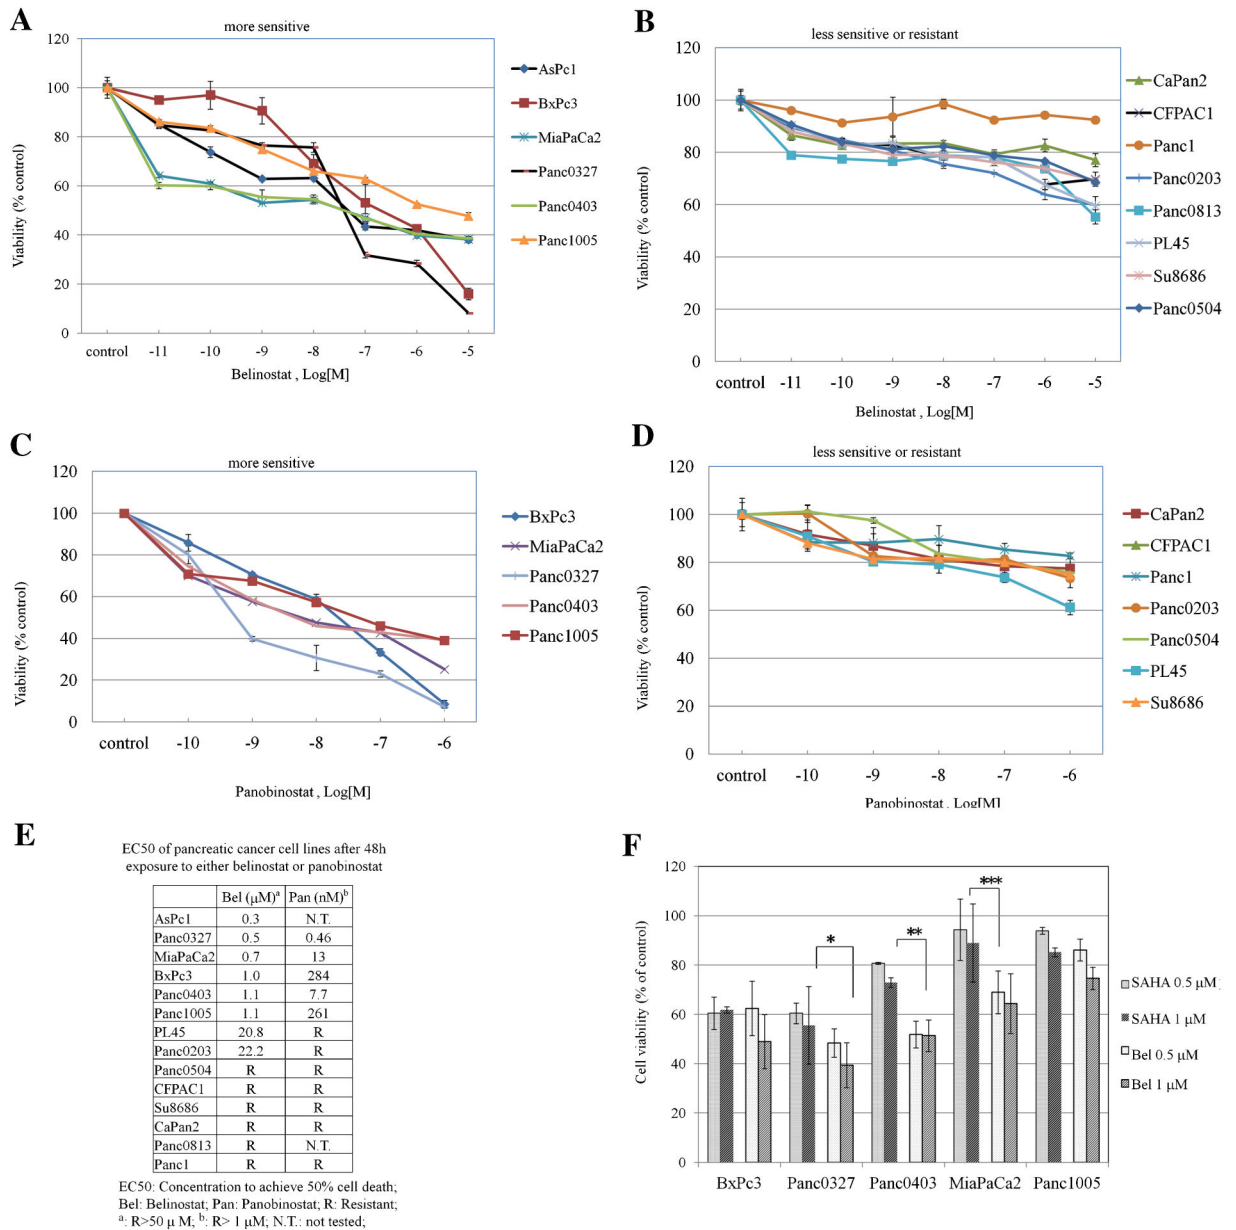 A
more sensitive
Viability (% control)
120
100
80
60
40
20
0
control -11 -10 -9 -8 -7 -6 -5
Belinostat , Log[M]
AsPc1
BxPc3
MiaPaCa2
Panc0327
Panc0403
Panc1005
B
less sensitive or resistant
Viability (% control)
120
100
80
60
40
20
0
control -11 -10 -9 -8 -7 -6 -5
Belinostat , Log[M]
CaPan2
CFPAC1
Panc1
Panc0203
Panc0813
PL45
Su8686
Panc0504
C
more sensitive
Viability (% control)
120
100
80
60
40
20
0
control -10 -9 -8 -7 -6
Panobinostat , Log[M]
BxPc3
MiaPaCa2
Panc0327
Panc0403
Panc1005
D
less sensitive or resistant
Viability (% control)
120
100
80
60
40
20
0
control -10 -9 -8 -7 -6
Panobinostat , Log[M]
CaPan2
CFPAC1
Panc1
Panc0203
Panc0504
PL45
Su8686
E
EC50 of pancreatic cancer cell lines after 48h
exposure to either belinostat or panobinostat
Bel (μM)a Pan (nM)b
AsPc1 0.3 N.T.
Panc0327 0.5 0.46
MiaPaCa2 0.7 13
BxPc3 1.0 284
Panc0403 1.1 7.7
Panc1005 1.1 261
PL45 20.8 R
Panc0203 22.2 R
Panc0504 R R
CFPAC1 R R
Su8686 R R
CaPan2 R R
Panc0813 R N.T.
Panc1 R R
EC50: Concentration to achieve 50% cell death;
Bel: Belinostat; Pan: Panobinostat; R: Resistant
a: R>50 μ M; b: R> 1 μM; N.T.: not tested;
F
Cell viability (% of control)
120
100
80
60
40
20
0
* ** ***
BxPc3 Panc0327 Panc0403 MiaPaCa2 Panc1005
SAHA 0.5 μM
SAHA 1 μM
Bel 0.5 μM
Bel 1 μM